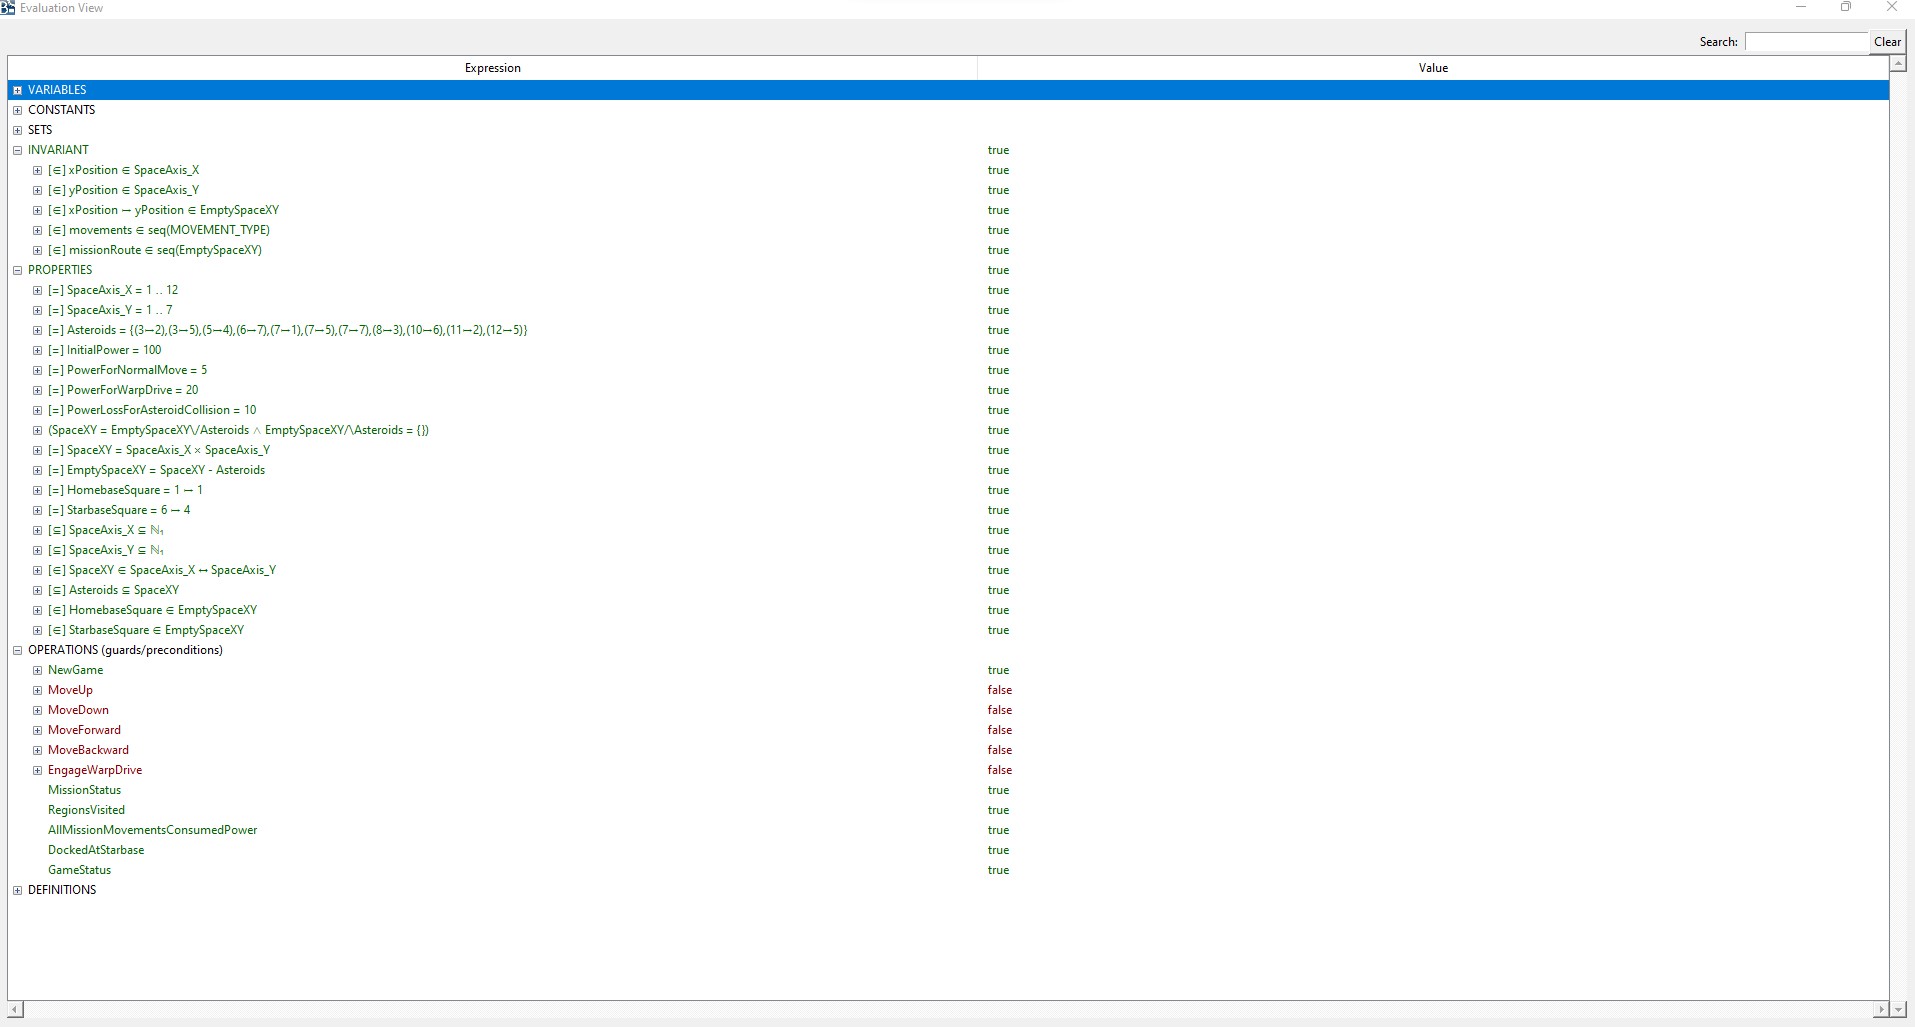 Evaluation View
Search: Clear
Expression Value
VARIABLES
CONSTANTS
SETS
INVARIANT true
[∈] xPosition ∈ SpaceAxis_X true
[∈] yPosition ∈ SpaceAxis_Y true
[∈] xPosition ↦ yPosition ∈ EmptySpaceXY true
[∈] movements ∈ seq(MOVEMENT_TYPE) true
[∈] missionRoute ∈ seq(EmptySpaceXY) true
PROPERTIES true
[=] SpaceAxis_X = 1 .. 12 true
[=] SpaceAxis_Y = 1 .. 7 true
[=] Asteroids = {(3↦2),(3↦5),(5↦4),(6↦7),(7↦1),(7↦5),(7↦7),(8↦3),(10↦6),(11↦2),(12↦5)} true
[=] InitialPower = 100 true
[=] PowerForNormalMove = 5 true
[=] PowerForWarpDrive = 20 true
[=] PowerLossForAsteroidCollision = 10 true
(SpaceXY = EmptySpaceXY\/Asteroids ∧ EmptySpaceXY/\Asteroids = {}) true
[=] SpaceXY = SpaceAxis_X × SpaceAxis_Y true
[=] EmptySpaceXY = SpaceXY - Asteroids true
[=] HomebaseSquare = 1 ↦ 1 true
[=] StarbaseSquare = 6 ↦ 4 true
[⊆] SpaceAxis_X ⊆ ℕ₁ true
[⊆] SpaceAxis_Y ⊆ ℕ₁ true
[∈] SpaceXY ∈ SpaceAxis_X ↔ SpaceAxis_Y true
[⊆] Asteroids ⊆ SpaceXY true
[∈] HomebaseSquare ∈ EmptySpaceXY true
[∈] StarbaseSquare ∈ EmptySpaceXY true
OPERATIONS (guards/preconditions)
NewGame true
MoveUp false
MoveDown false
MoveForward false
MoveBackward false
EngageWarpDrive false
MissionStatus true
RegionsVisited true
AllMissionMovementsConsumedPower true
DockedAtStarbase true
GameStatus true
DEFINITIONS